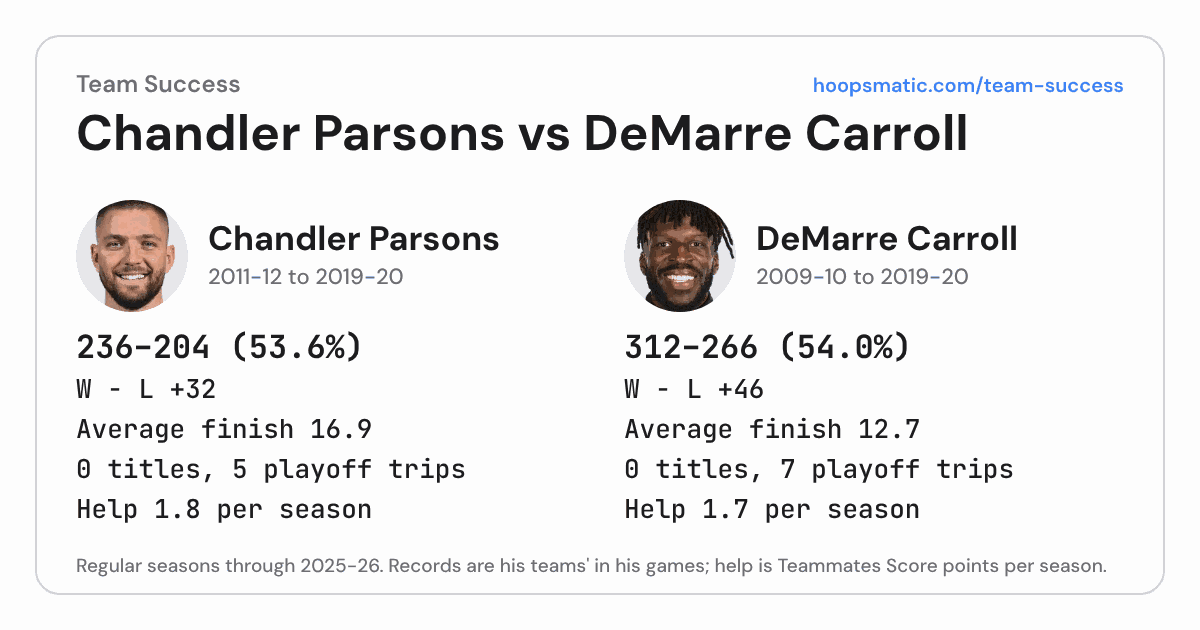 Team Success
hoopsmatic.com/team-success
Chandler Parsons vs DeMarre Carroll
Chandler Parsons
2011-12 to 2019-20
236-204 (53.6%)
W - L +32
Average finish 16.9
0 titles, 5 playoff trips
Help 1.8 per season
DeMarre Carroll
2009-10 to 2019-20
312-266 (54.0%)
W - L +46
Average finish 12.7
0 titles, 7 playoff trips
Help 1.7 per season
Regular seasons through 2025-26. Records are his teams' in his games; help is Teammates Score points per season.